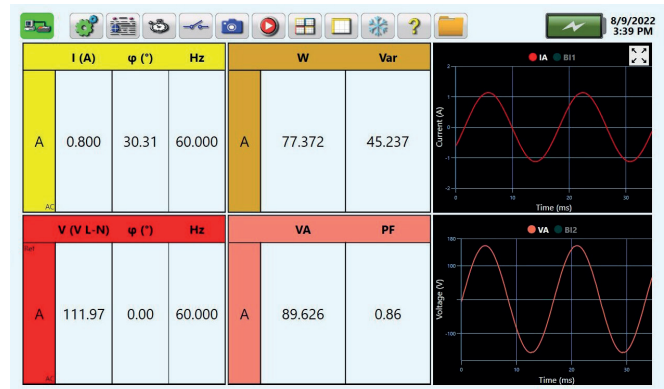 8/9/2022
3:39 PM
I (A) φ (°) Hz
A 0.800 30.31 60.000
AC
W Var
A 77.372 45.237
IA BI1
Current (A)
2
1
0
-1
-2
0 10 20 30
Time (ms)
V (V L-N) φ (°) Hz
Ref
A 111.97 0.00 60.000
AC
VA PF
A 89.626 0.86
VA BI2
Voltage (V)
180
100
-100
0 10 20 30
Time (ms)